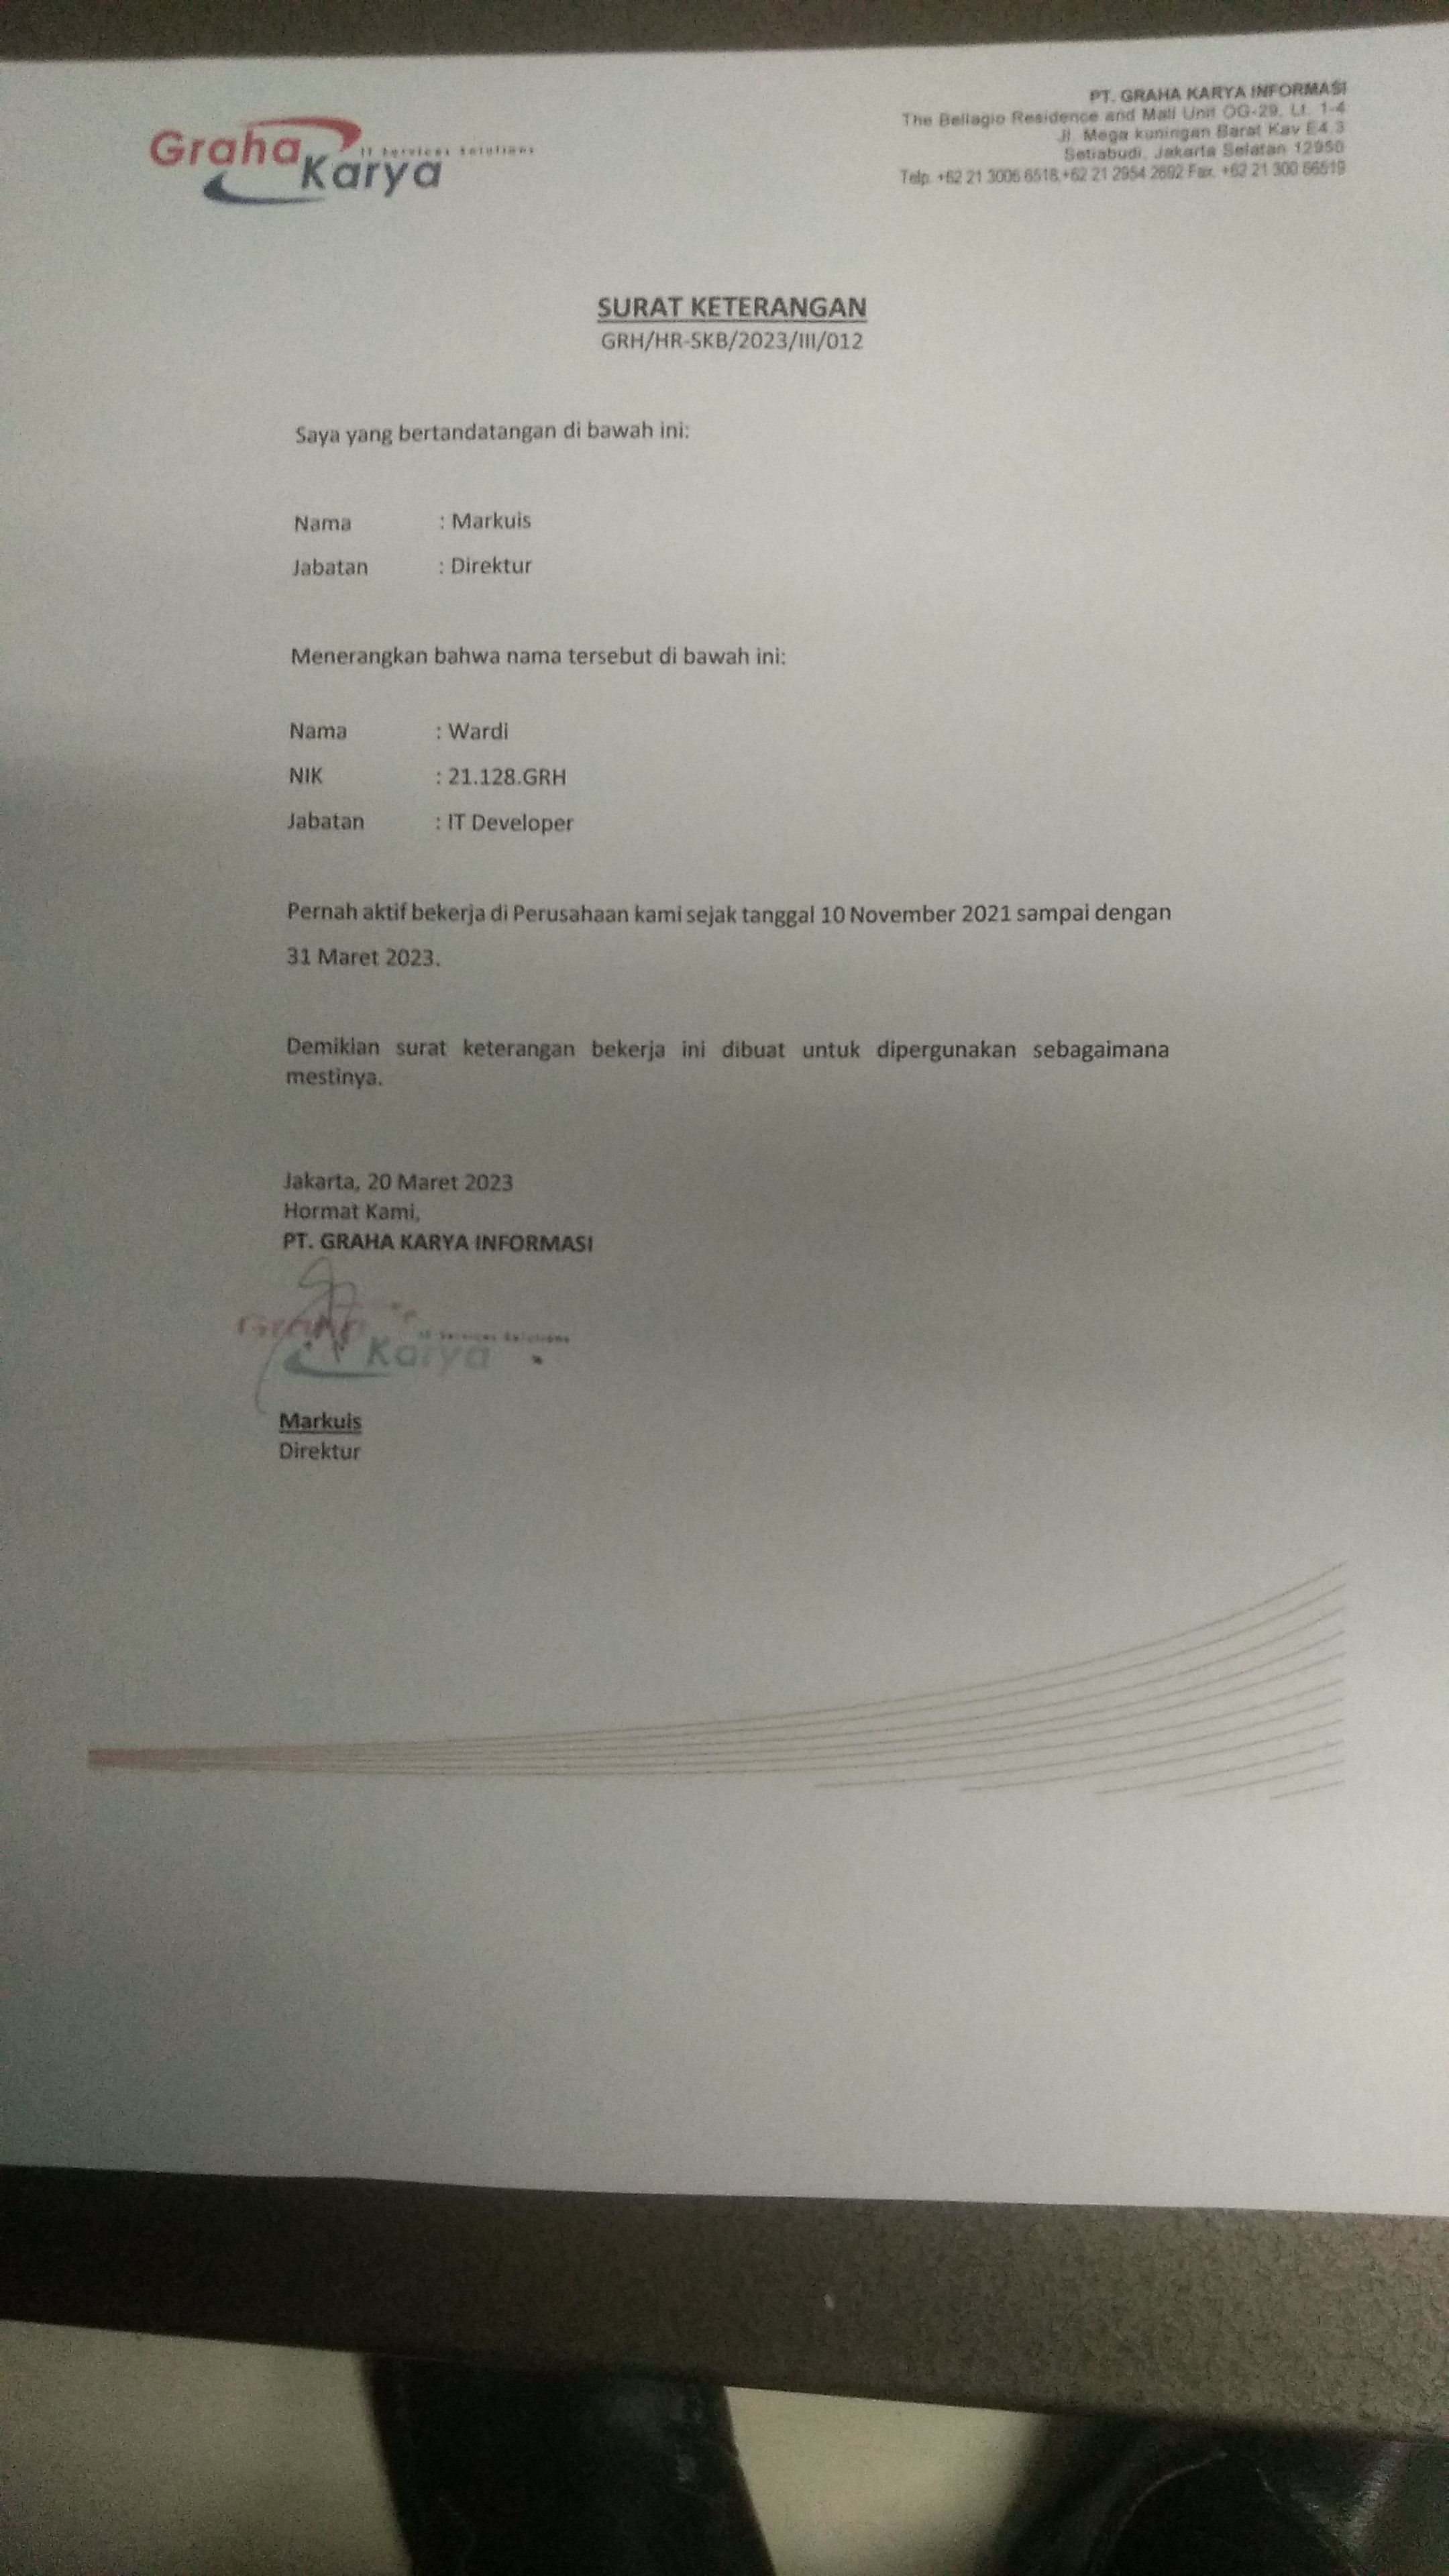 Graha
Karya
IT Services Solutions
PT. GRAHA KARYA INFORMASI
The Bellagio Residence and Mall Unit OG-29, Lt. 1-4
Jl. Mega kuningan Barat Kav E4.3
Setiabudi, Jakarta Selatan 12950
Telp. +62 21 3006 6518,+62 21 2954 2692 Fax. +62 21 300 66519
SURAT KETERANGAN
GRH/HR-SKB/2023/III/012
Saya yang bertandatangan di bawah ini:
Nama : Markuis
Jabatan : Direktur
Menerangkan bahwa nama tersebut di bawah ini:
Nama : Wardi
NIK : 21.128.GRH
Jabatan : IT Developer
Pernah aktif bekerja di Perusahaan kami sejak tanggal 10 November 2021 sampai dengan
31 Maret 2023.
Demikian surat keterangan bekerja ini dibuat untuk dipergunakan sebagaimana
mestinya.
Jakarta, 20 Maret 2023
Hormat Kami,
PT. GRAHA KARYA INFORMASI
Graha
Karya
IT Services Solutions
Markuis
Direktur